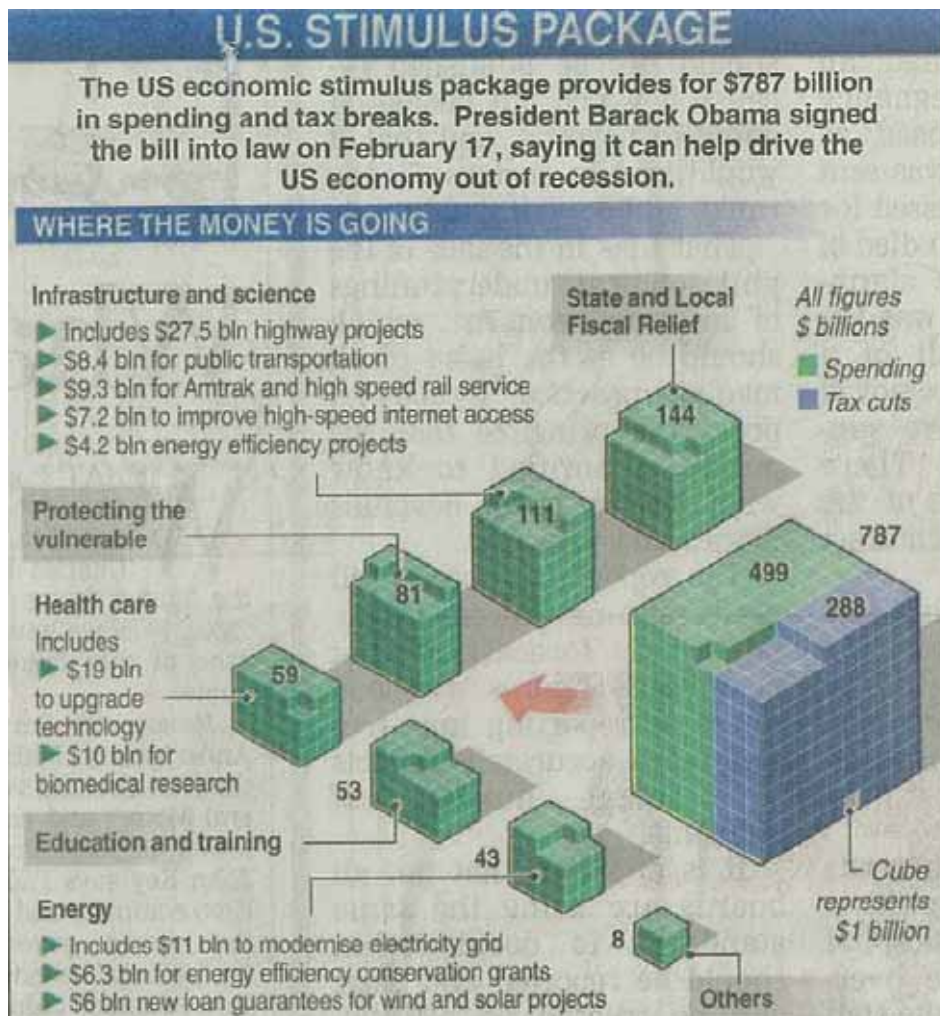 U.S. STIMULUS PACKAGE
The US economic stimulus package provides for $787 billion
in spending and tax breaks. President Barack Obama signed
the bill into law on February 17, saying it can help drive the
US economy out of recession.
WHERE THE MONEY IS GOING
Infrastructure and science
Includes $27.5 bln highway projects
$8.4 bln for public transportation
$9.3 bln for Amtrak and high speed rail service
$7.2 bln to improve high-speed internet access
$4.2 bln energy efficiency projects
State and Local
Fiscal Relief
All figures
$ billions
Spending
Tax cuts
144
111
Protecting the
vulnerable
81
787
499
288
Health care
Includes
$19 bln
to upgrade
technology
$10 bln for
biomedical research
59
53
Education and training
43
Energy
Includes $11 bln to modernise electricity grid
$6.3 bln for energy efficiency conservation grants
$6 bln new loan guarantees for wind and solar projects
8
Others
Cube
represents
$1 billion